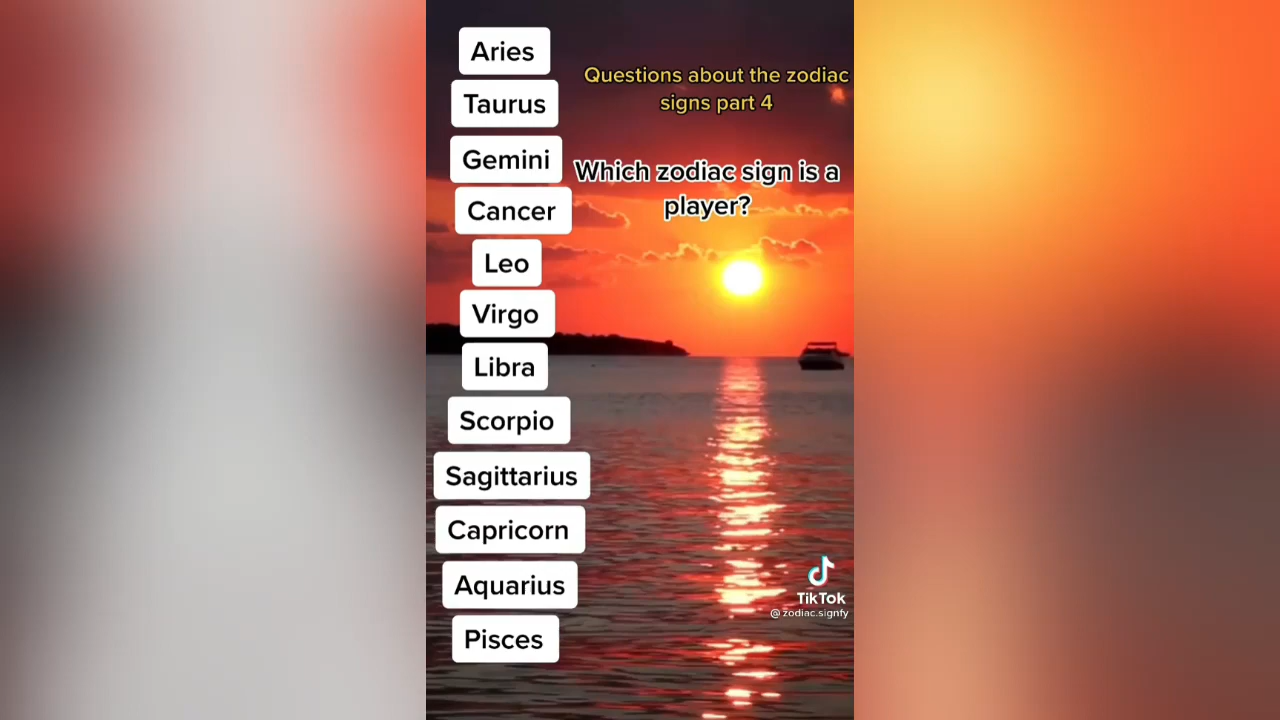 Aries
Taurus
Gemini
Cancer
Leo
Virgo
Libra
Scorpio
Sagittarius
Capricorn
Aquarius
Pisces
Questions about the zodiac
signs part 4
Which zodiac sign is a
player?
TikTok
@zodiac.signfy